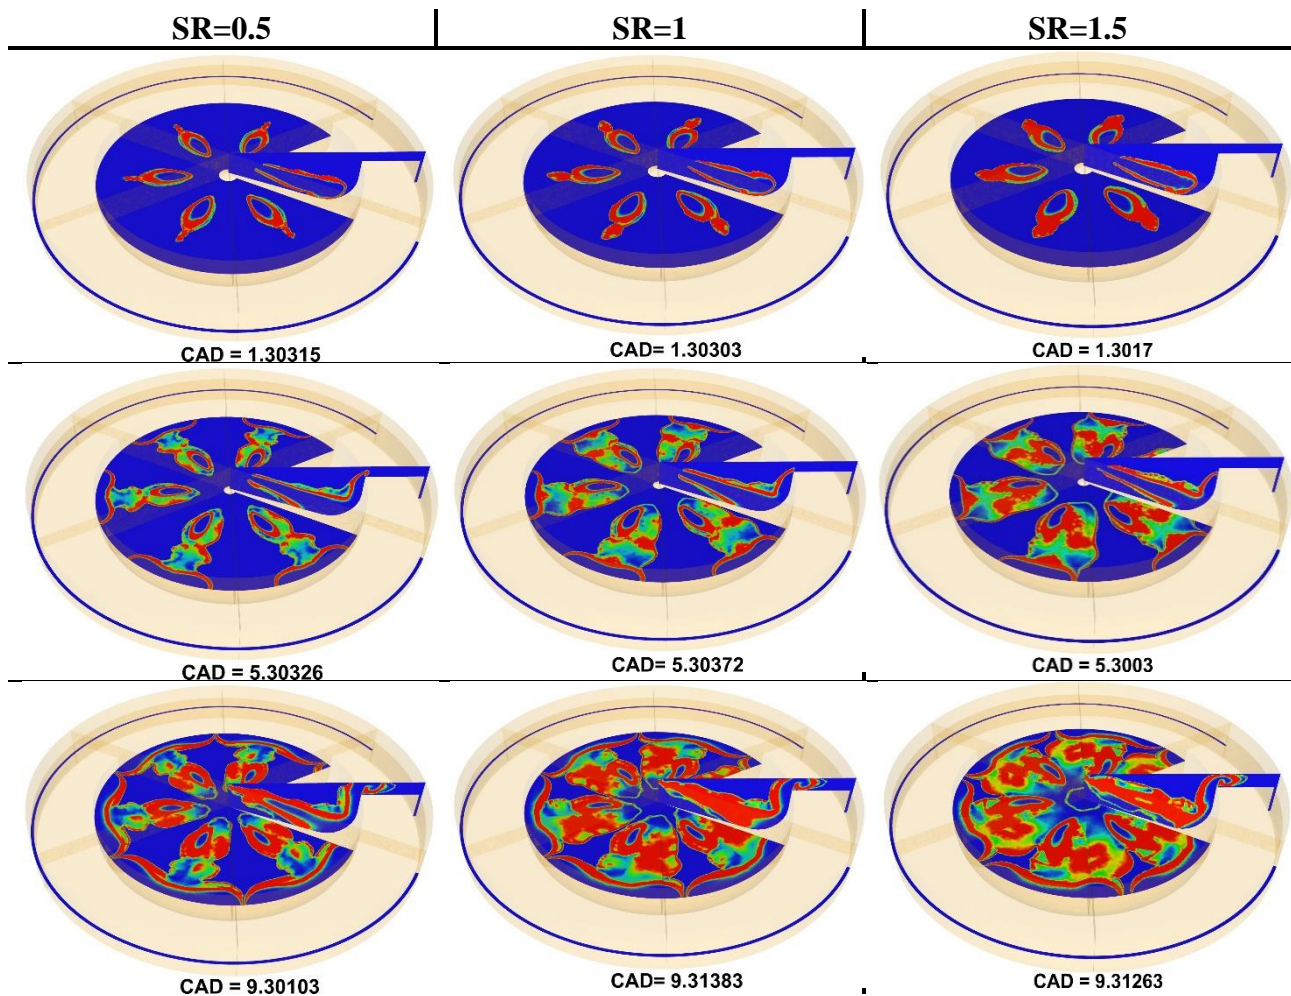 SR=0.5 SR=1 SR=1.5
CAD = 1.30315 CAD= 1.30303 CAD = 1.3017
CAD = 5.30326 CAD= 5.30372 CAD = 5.3003
CAD = 9.30103 CAD= 9.31383 CAD = 9.31263